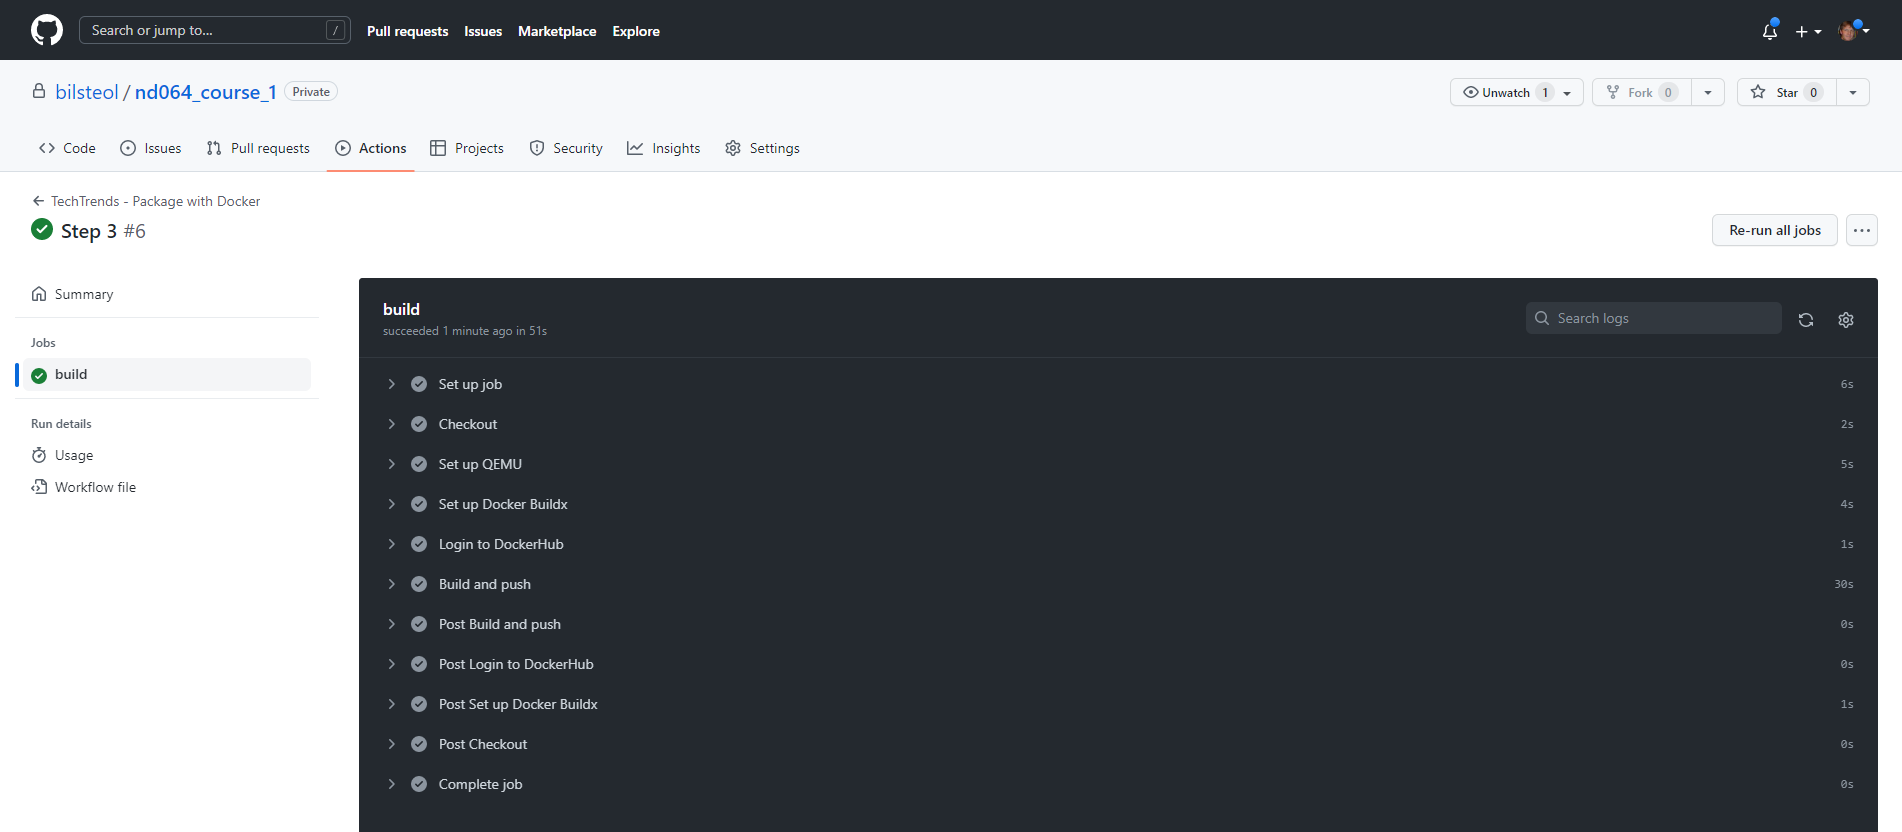 Search or jump to... /
Pull requests Issues Marketplace Explore
bilsteol / nd064_course_1 Private
Unwatch 1 Fork 0 Star 0
Code Issues Pull requests Actions Projects Security Insights Settings
← TechTrends - Package with Docker
Step 3 #6
Re-run all jobs ...
Summary
Jobs
build
Run details
Usage
Workflow file
build
succeeded 1 minute ago in 51s
Search logs
Set up job 6s
Checkout 2s
Set up QEMU 5s
Set up Docker Buildx 4s
Login to DockerHub 1s
Build and push 30s
Post Build and push 0s
Post Login to DockerHub 0s
Post Set up Docker Buildx 1s
Post Checkout 0s
Complete job 0s